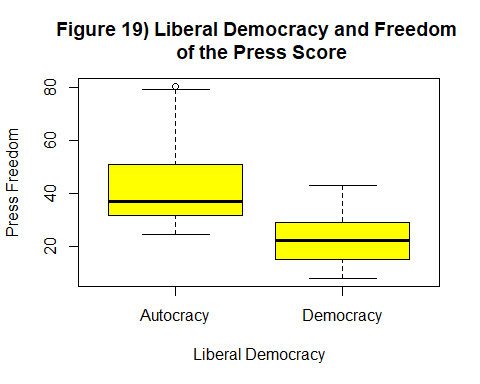 Figure 19) Liberal Democracy and Freedom
of the Press Score
Press Freedom
80
60
40
20
Autocracy
Democracy
Liberal Democracy